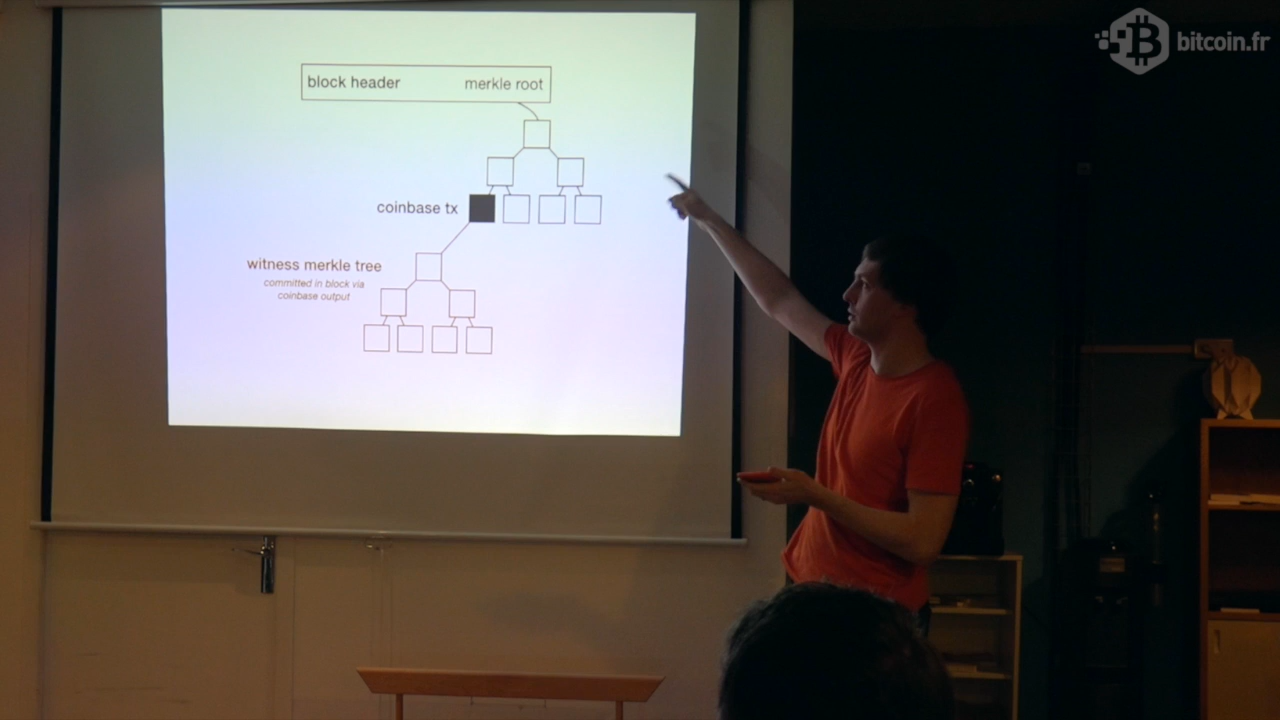 bitcoin.fr
block header merkle root
coinbase tx
witness merkle tree
committed in block via
coinbase output